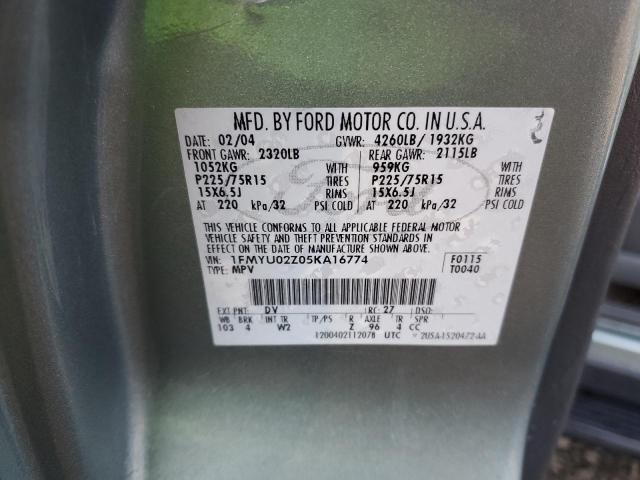 MFD. BY FORD MOTOR CO. IN U.S.A.
DATE: 02/04 GVWR: 4260LB/ 1932KG
FRONT GAWR: 2320LB REAR GAWR: 2115LB
1052KG WITH 959KG WITH
P225/75R15 TIRES P225/75R15 TIRES
15X6.5J RIMS 15X6.5J RIMS
AT 220 kPa/32 PSI COLD AT 220 kPa/32 PSI COLD
THIS VEHICLE CONFORMS TO ALL APPLICABLE FEDERAL MOTOR
VEHICLE SAFETY AND THEFT PREVENTION STANDARDS IN
EFFECT ON THE DATE OF MANUFACTURE SHOWN ABOVE.
VIN: 1FMYU02Z05KA16774 F0115
TYPE: MPV T0040
EXT PNT: DV RC: 27 DSO:
WB BRK INT TR TP/PS R AXLE TR SPR
103 4 W2 Z 96 4 CC
UTC
Ford